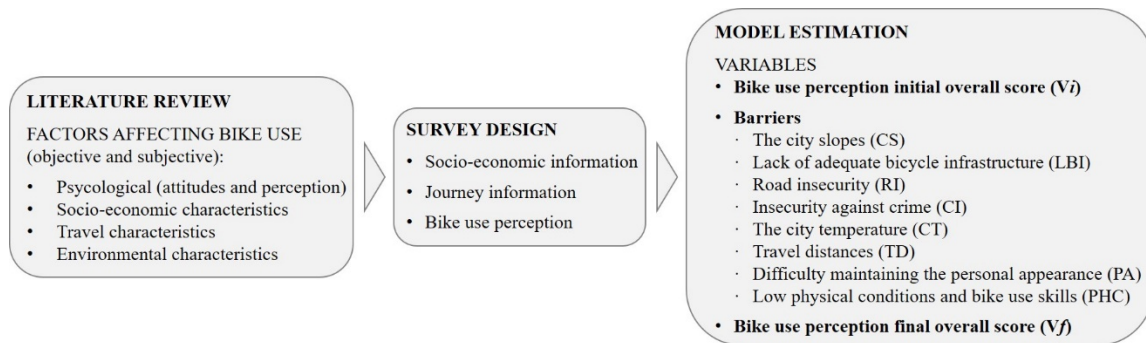 LITERATURE REVIEW
FACTORS AFFECTING BIKE USE
(objective and subjective):
• Psycological (attitudes and perception)
• Socio-economic characteristics
• Travel characteristics
• Environmental characteristics
SURVEY DESIGN
• Socio-economic information
• Journey information
• Bike use perception
MODEL ESTIMATION
VARIABLES
• Bike use perception initial overall score (Vi)
• Barriers
· The city slopes (CS)
· Lack of adequate bicycle infrastructure (LBI)
· Road insecurity (RI)
· Insecurity against crime (CI)
· The city temperature (CT)
· Travel distances (TD)
· Difficulty maintaining the personal appearance (PA)
· Low physical conditions and bike use skills (PHC)
• Bike use perception final overall score (Vf)